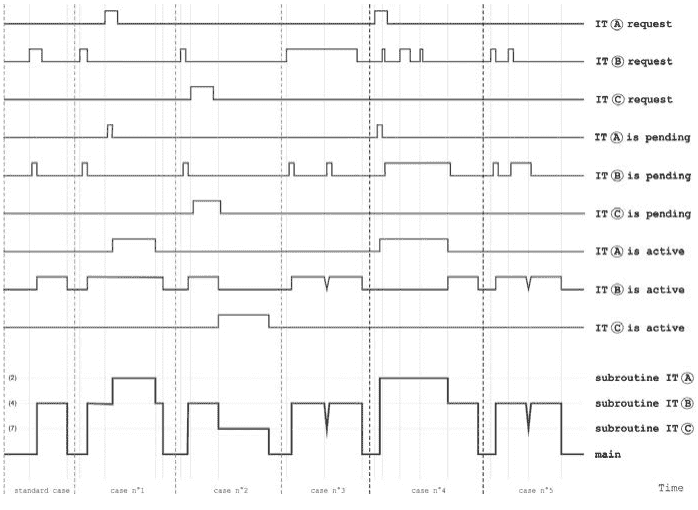 IT Ⓐ request
IT Ⓑ request
IT Ⓒ request
IT Ⓐ is pending
IT Ⓑ is pending
IT Ⓒ is pending
IT Ⓐ is active
IT Ⓑ is active
IT Ⓒ is active
(2) subroutine IT Ⓐ
(4) subroutine IT Ⓑ
(7) subroutine IT Ⓒ
main
standard case case n°1 case n°2 case n°3 case n°4 case n°5 Time